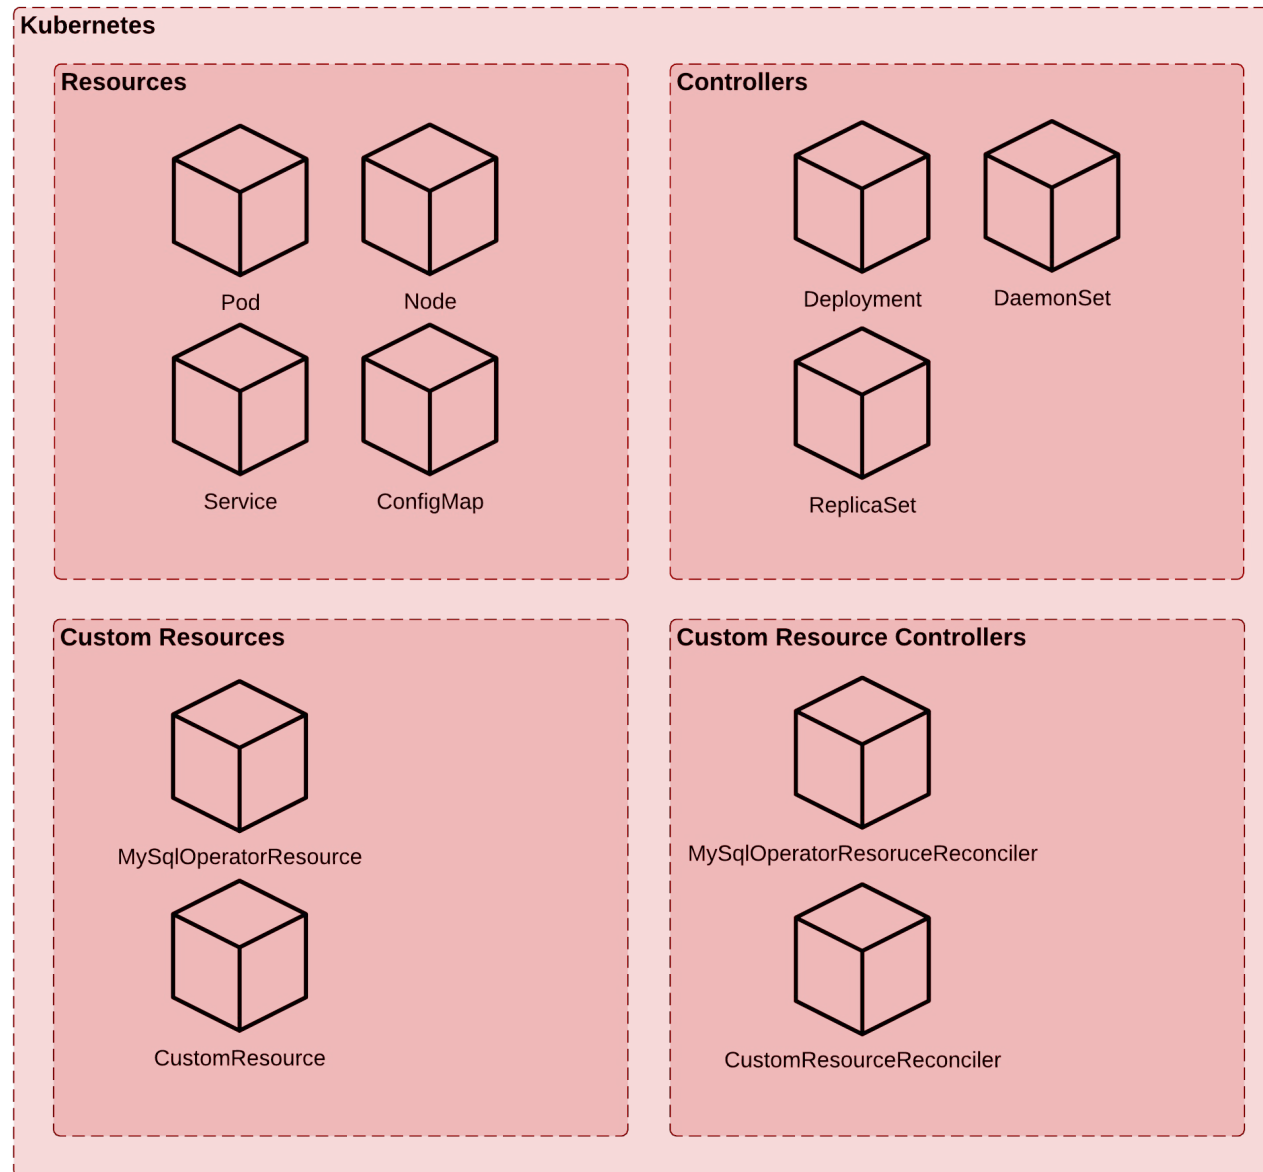 Kubernetes
Resources
Pod
Node
Service
ConfigMap
Controllers
Deployment
DaemonSet
ReplicaSet
Custom Resources
MySqlOperatorResource
CustomResource
Custom Resource Controllers
MySqlOperatorResoruceReconciler
CustomResourceReconciler